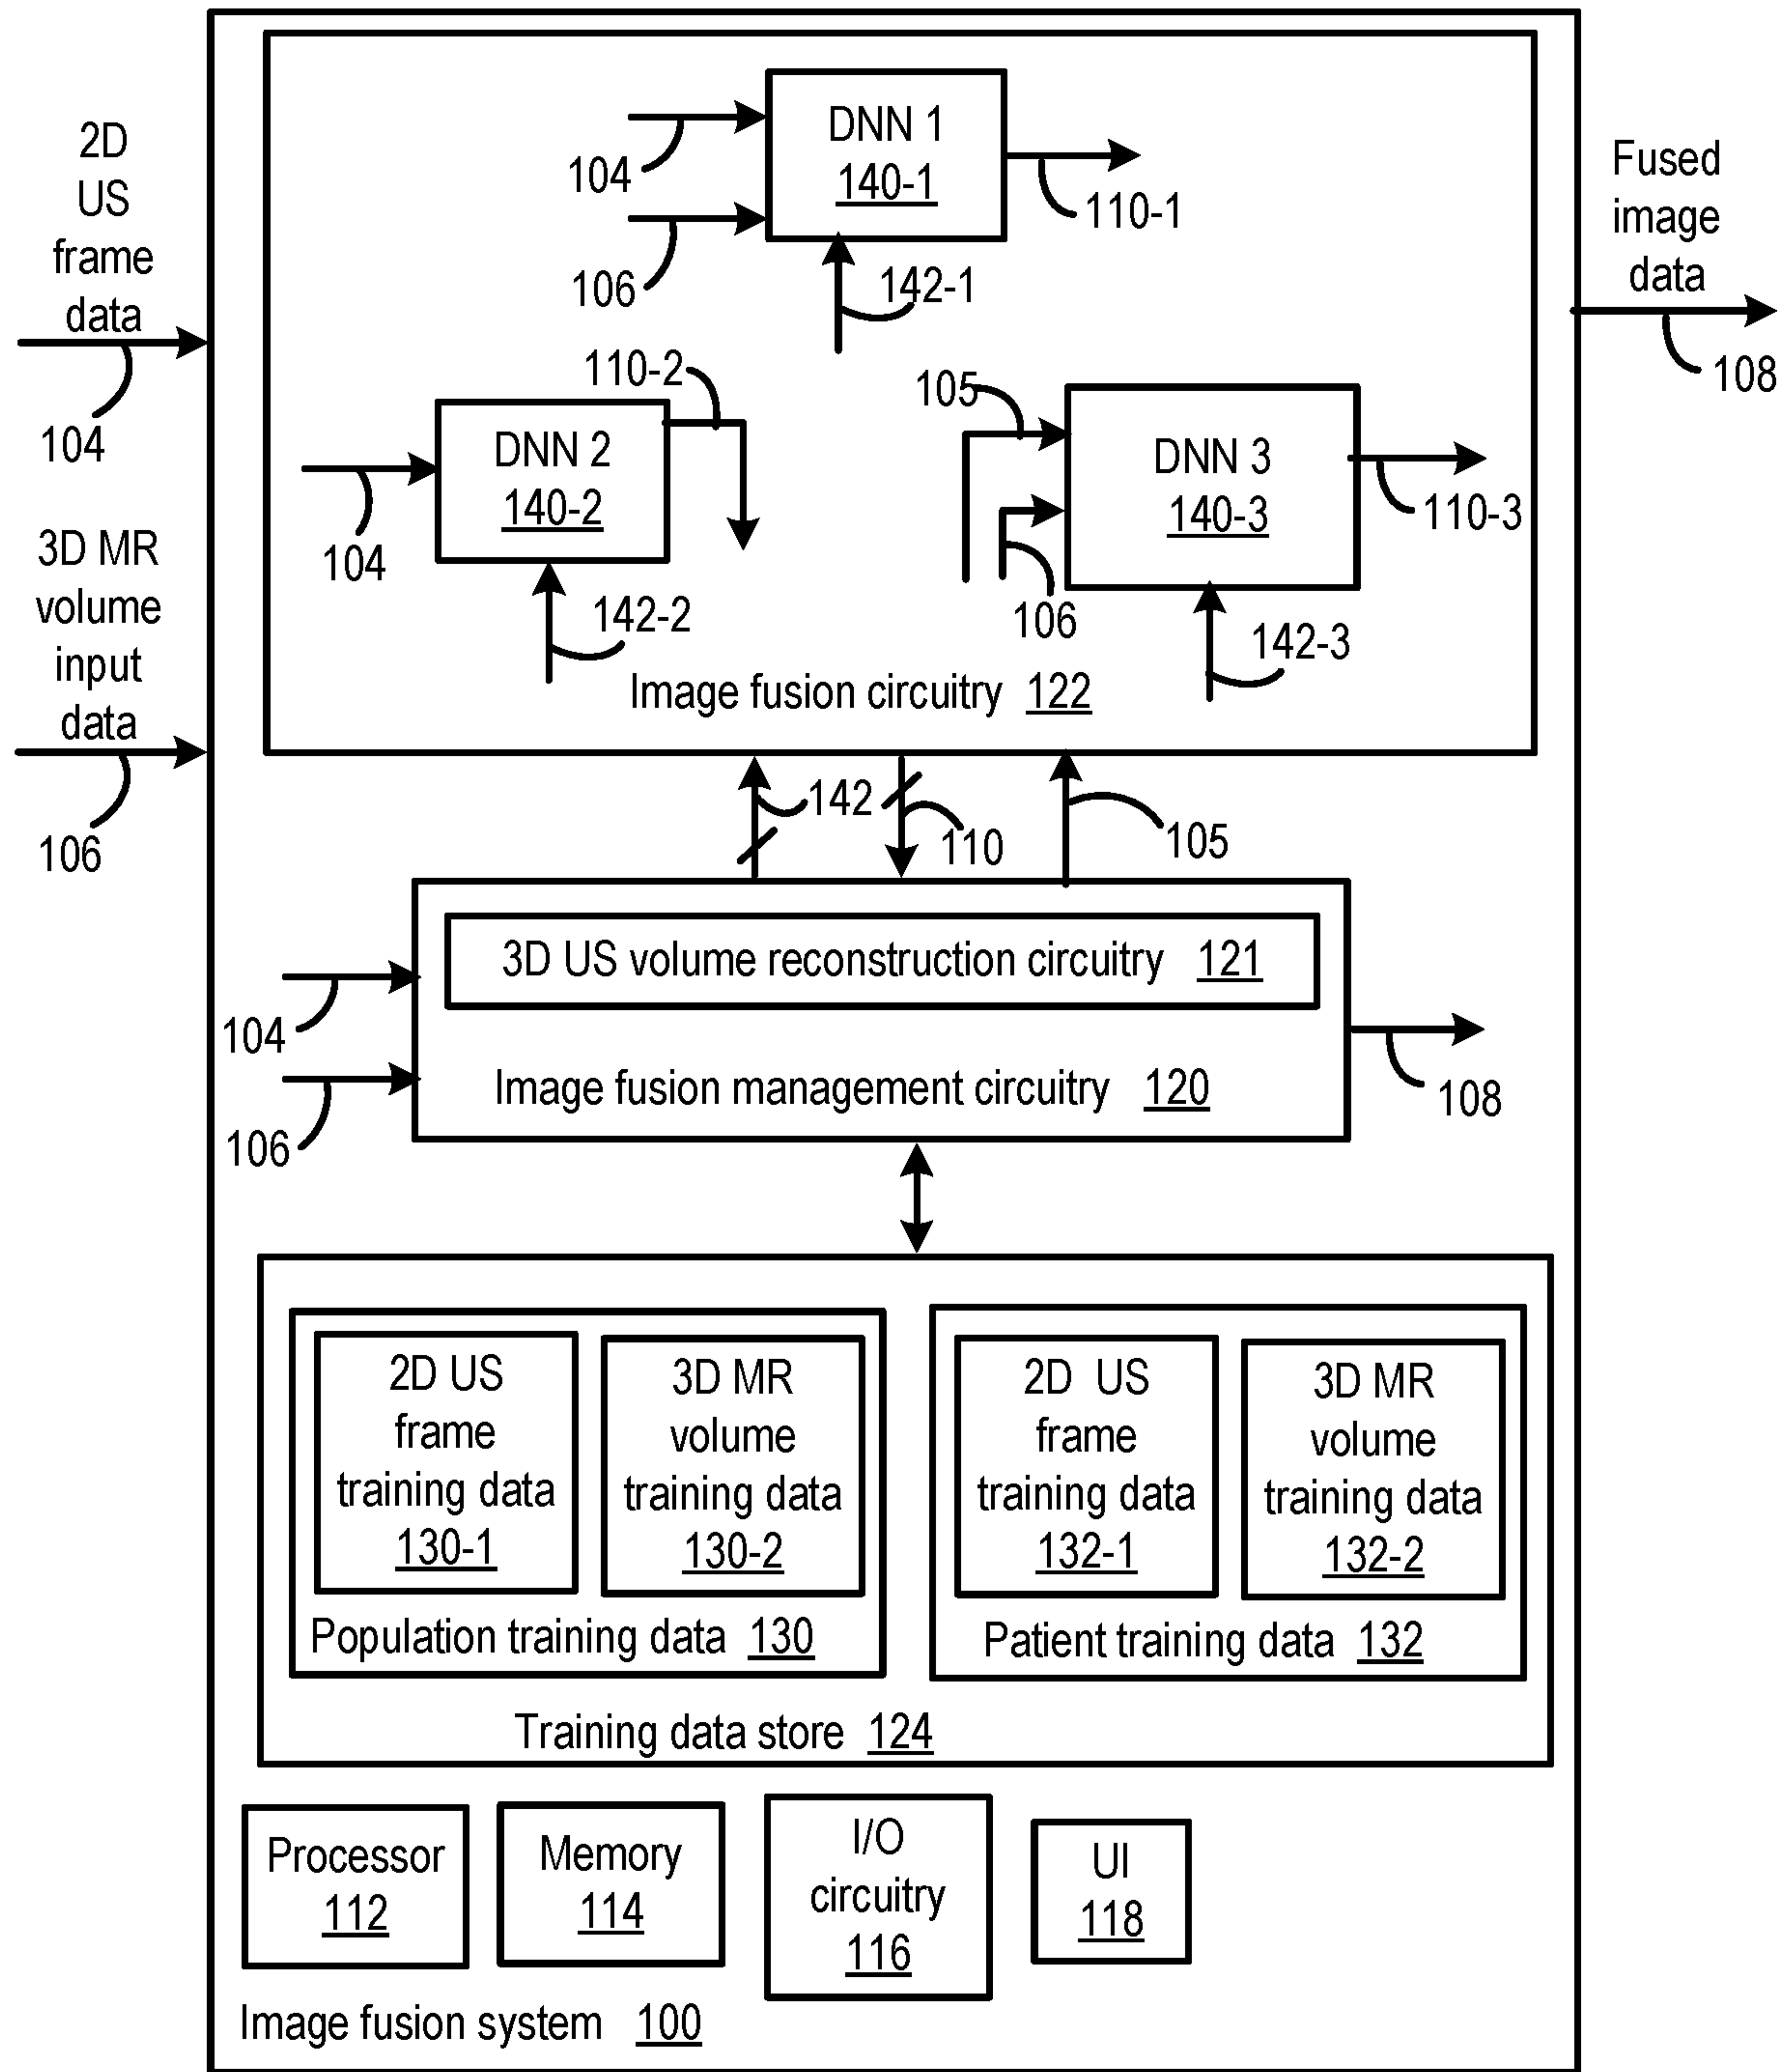 2D
US
frame
data
104
3D MR
volume
input
data
106
Fused
image
data
108
DNN 1
140-1
104
106
110-1
142-1
110-2
DNN 2
140-2
104
142-2
105
DNN 3
140-3
106
110-3
142-3
Image fusion circuitry 122
142
110
105
3D US volume reconstruction circuitry 121
104
106
Image fusion management circuitry 120
108
2D US
frame
training data
130-1
3D MR
volume
training data
130-2
Population training data 130
2D US
frame
training data
132-1
3D MR
volume
training data
132-2
Patient training data 132
Training data store 124
Processor
112
Memory
114
I/O
circuitry
116
UI
118
Image fusion system 100